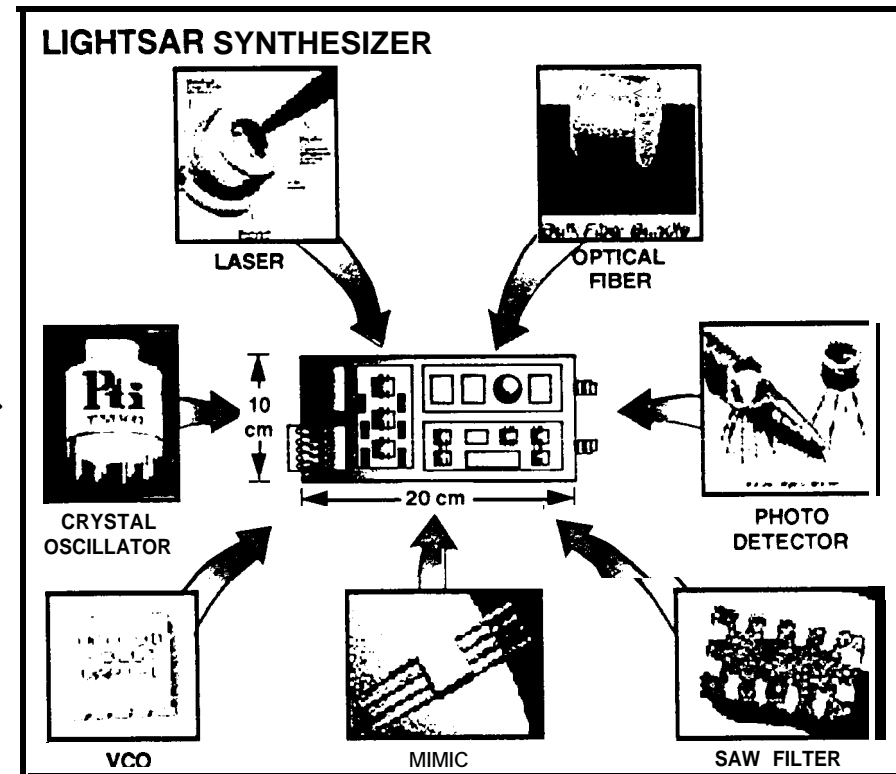 LIGHTSAR SYNTHESIZER
LASER
OPTICAL
FIBER
Pti
10
cm
20 cm
CRYSTAL
OSCILLATOR
PHOTO
DETECTOR
VCO
MIMIC
SAW FILTER